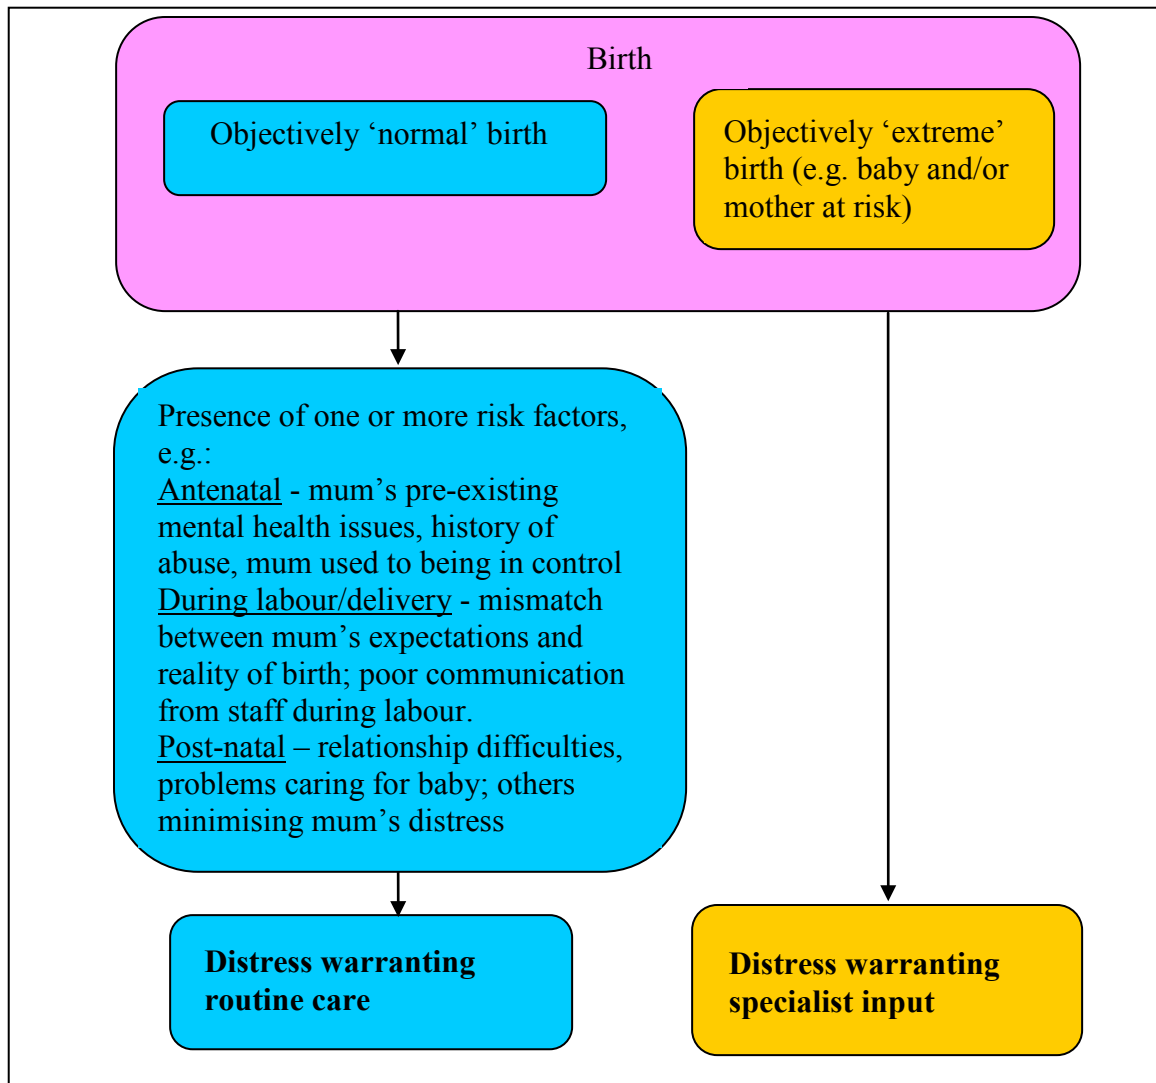 Birth
Objectively ‘normal’ birth
Objectively ‘extreme’
birth (e.g. baby and/or
mother at risk)
Presence of one or more risk factors,
e.g.:
Antenatal - mum’s pre-existing
mental health issues, history of
abuse, mum used to being in control
During labour/delivery - mismatch
between mum’s expectations and
reality of birth; poor communication
from staff during labour.
Post-natal – relationship difficulties,
problems caring for baby; others
minimising mum’s distress
Distress warranting
routine care
Distress warranting
specialist input